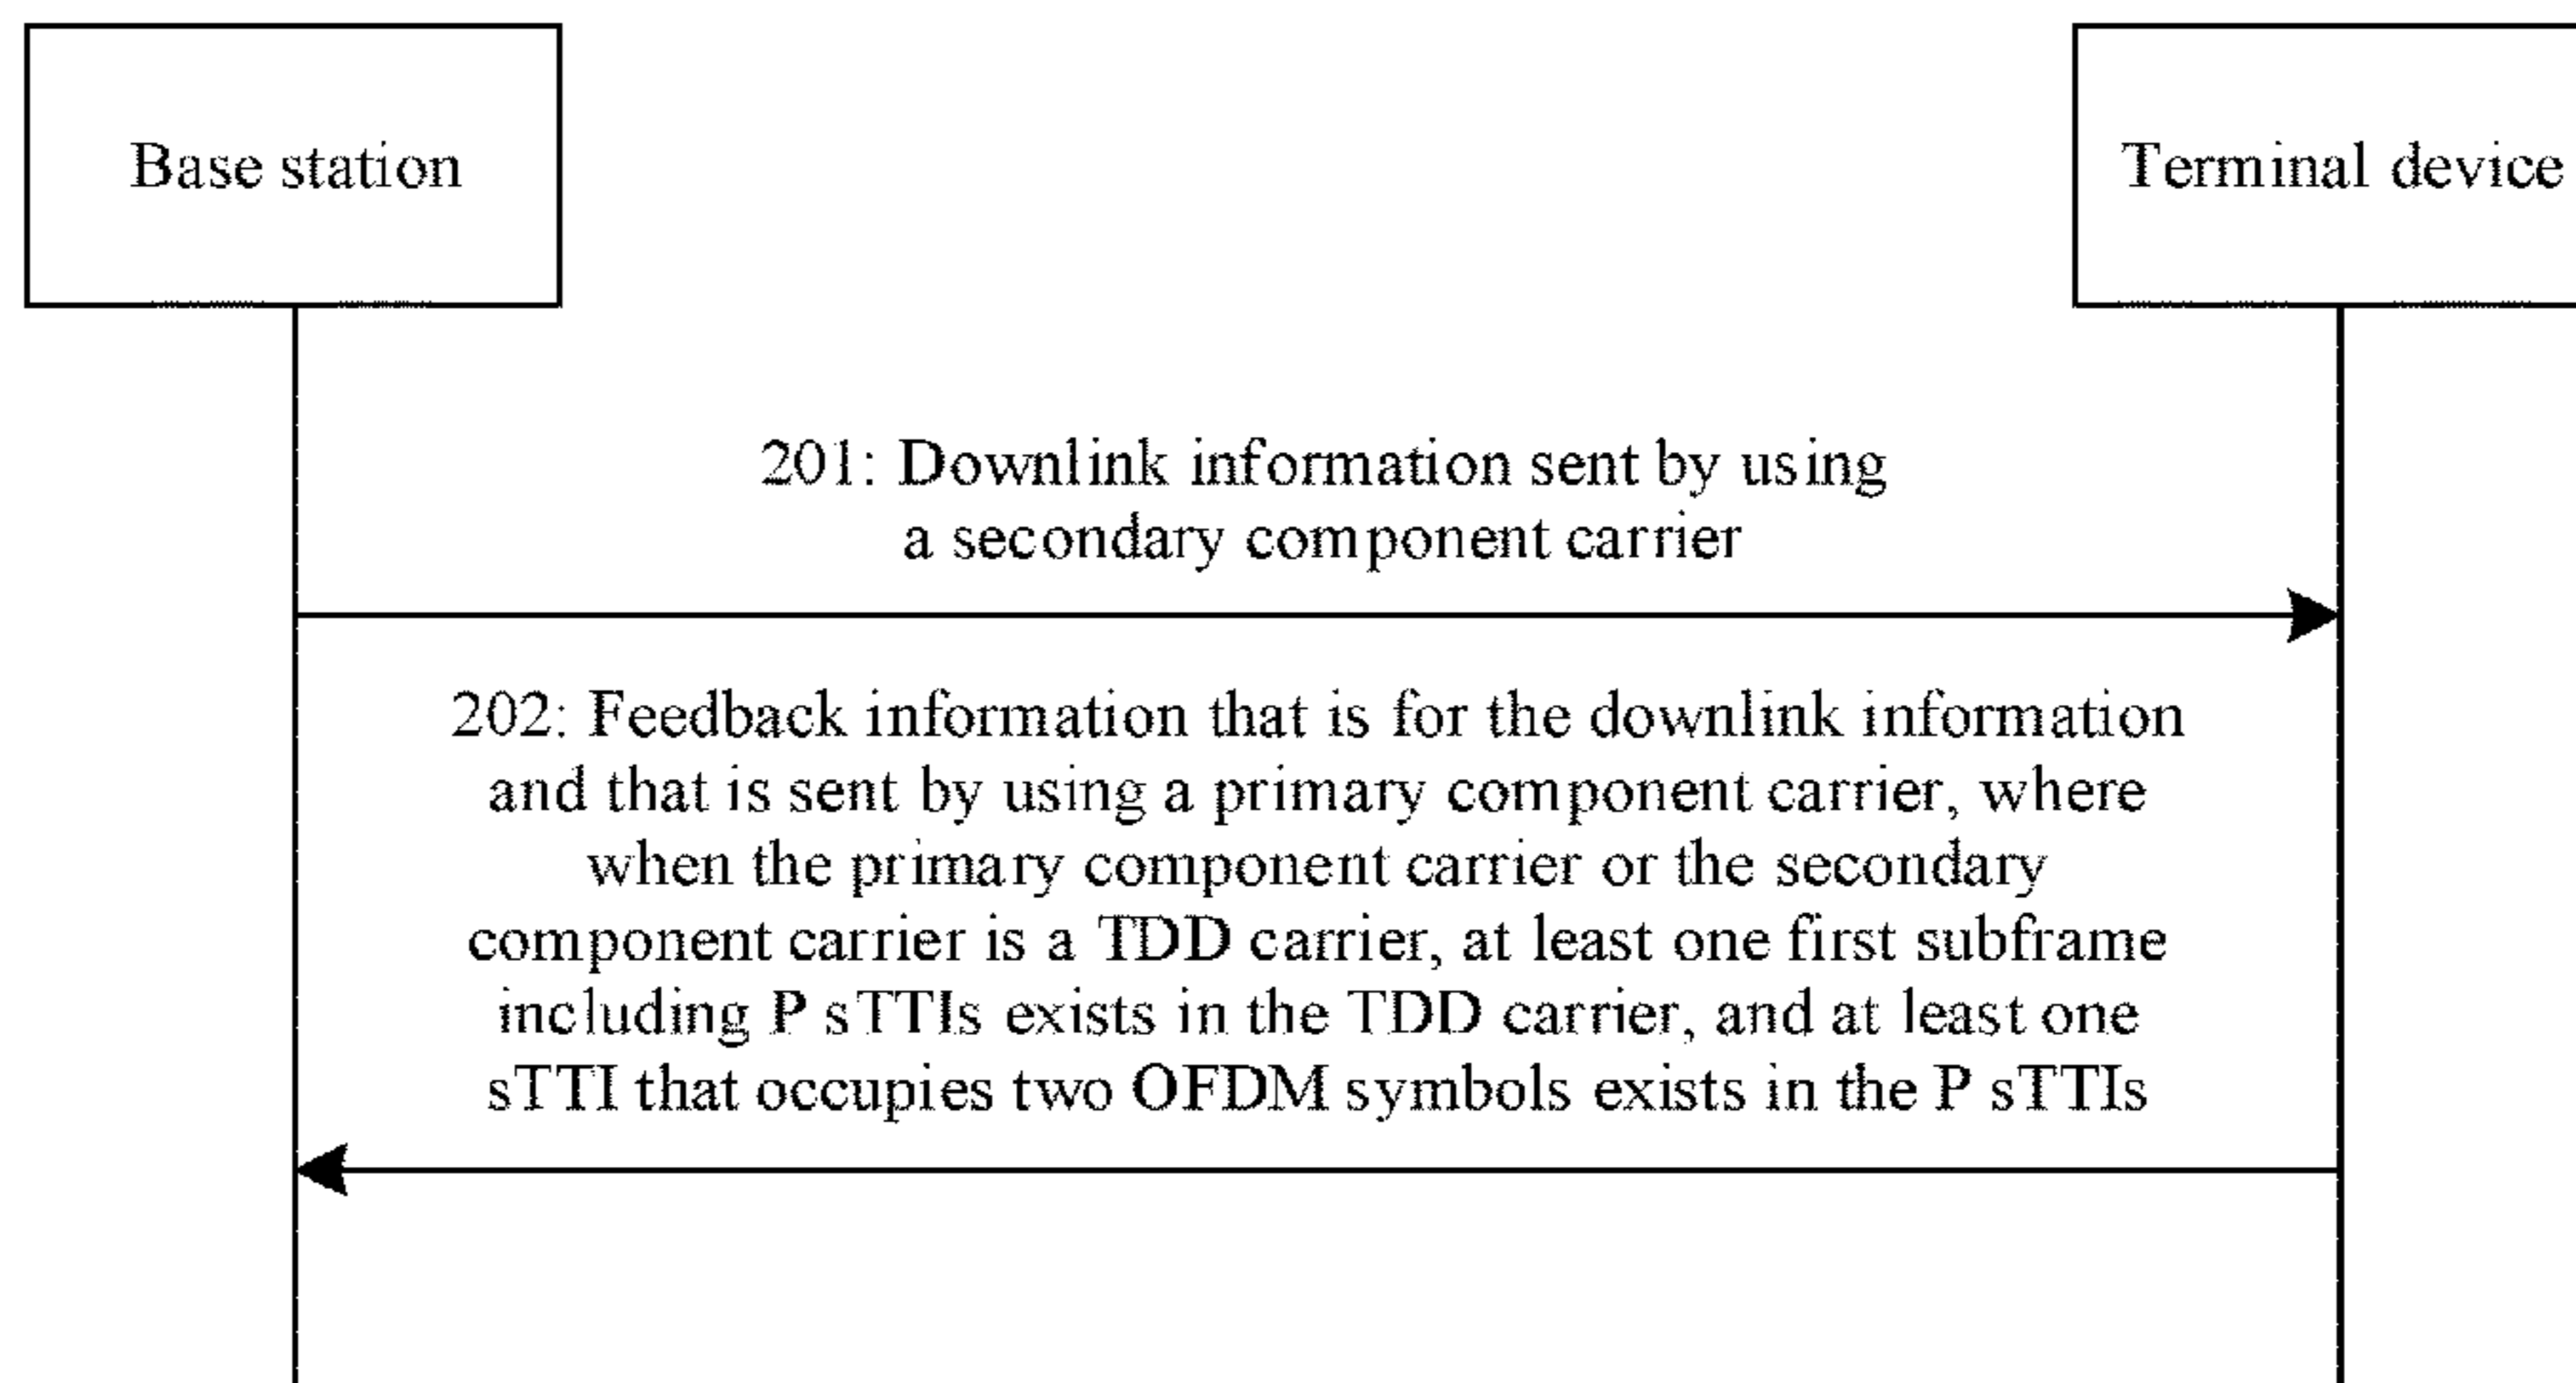 Base station
Terminal device
201: Downlink information sent by using
a secondary component carrier
202: Feedback information that is for the downlink information
and that is sent by using a primary component carrier, where
when the primary component carrier or the secondary
component carrier is a TDD carrier, at least one first subframe
including P sTTIs exists in the TDD carrier, and at least one
sTTI that occupies two OFDM symbols exists in the P sTTIs